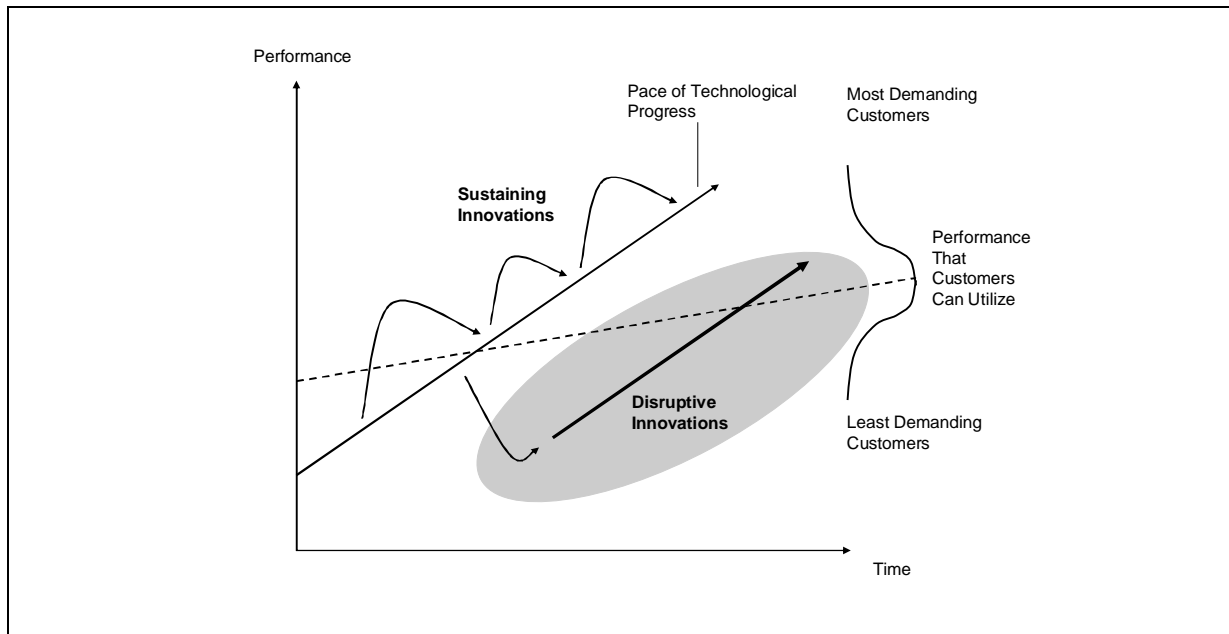 Performance
Pace of Technological
Progress
Most Demanding
Customers
Sustaining
Innovations
Performance
That
Customers
Can Utilize
Disruptive
Innovations
Least Demanding
Customers
Time